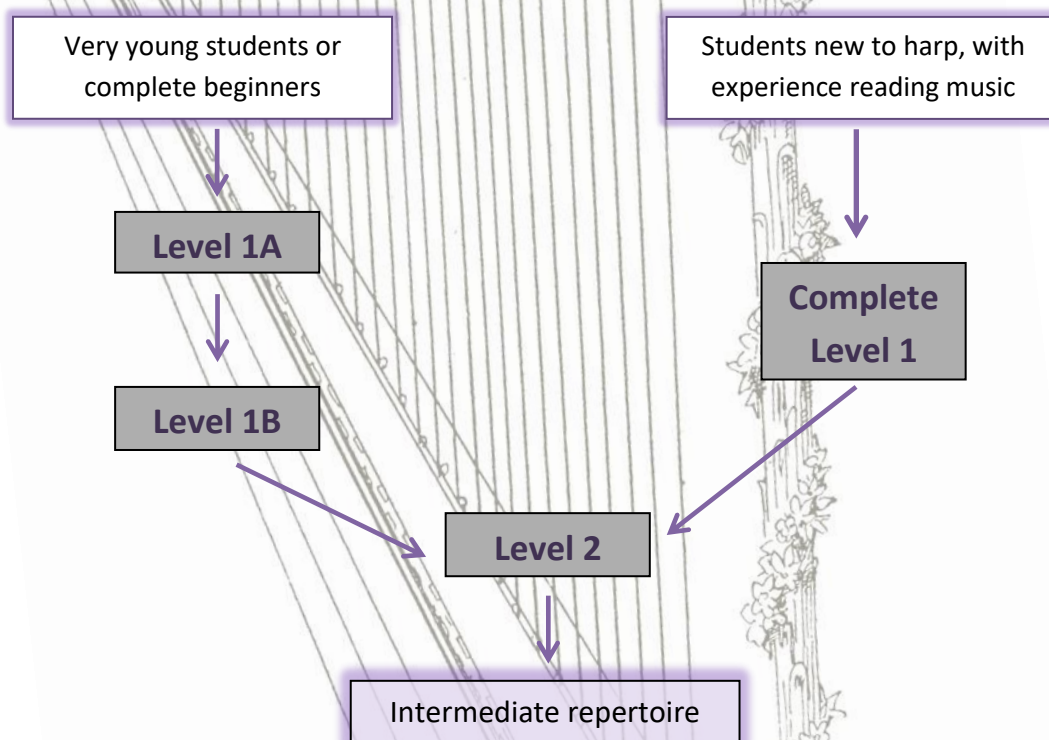 Very young students or
complete beginners
Students new to harp, with
experience reading music
Level 1A
Complete
Level 1
Level 1B
Level 2
Intermediate repertoire